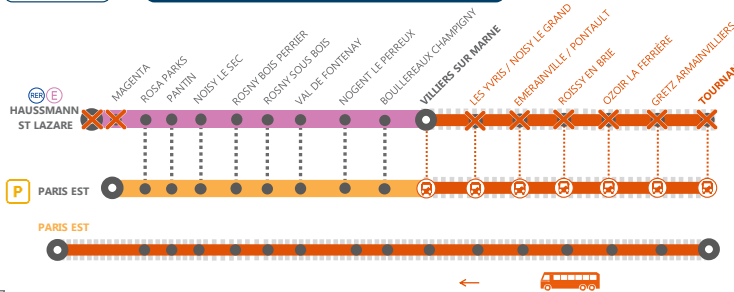 MAGENTA
ROSA PARKS
PANTIN
NOISY LE SEC
ROSNY BOIS PERRIER
ROSNY SOUS BOIS
VAL DE FONTENAY
NOGENT LE PERREUX
BOULLEREAUX CHAMPIGNY
VILLIERS SUR MARNE
LES YVRIS / NOISY LE GRAND
EMERAINVILLE / PONTAULT
ROISSY EN BRIE
OZOIR LA FERRIÈRE
GRETZ ARMAINVILLIERS
TOURNAN
RER E
HAUSSMANN
ST LAZARE
P PARIS EST
PARIS EST